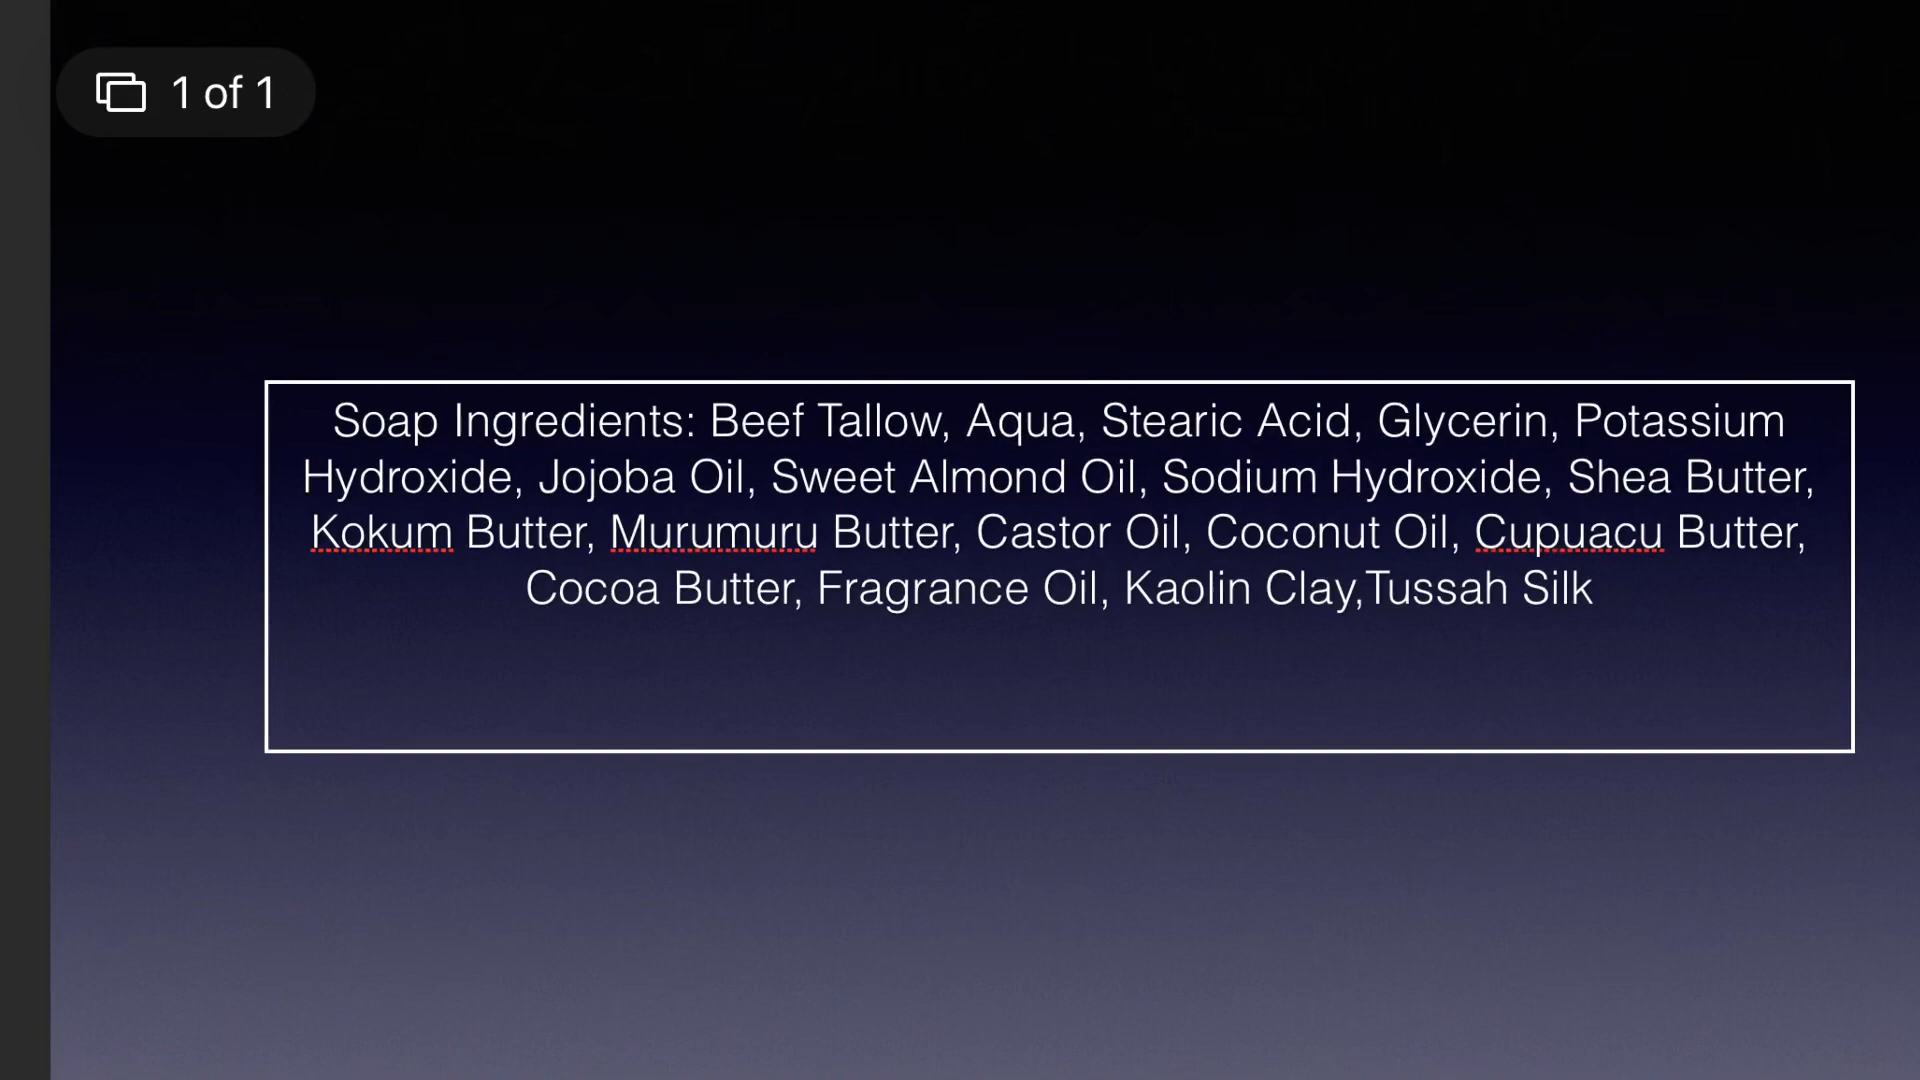 1 of 1
Soap Ingredients: Beef Tallow, Aqua, Stearic Acid, Glycerin, Potassium
Hydroxide, Jojoba Oil, Sweet Almond Oil, Sodium Hydroxide, Shea Butter,
Kokum Butter, Murumuru Butter, Castor Oil, Coconut Oil, Cupuacu Butter,
Cocoa Butter, Fragrance Oil, Kaolin Clay,Tussah Silk